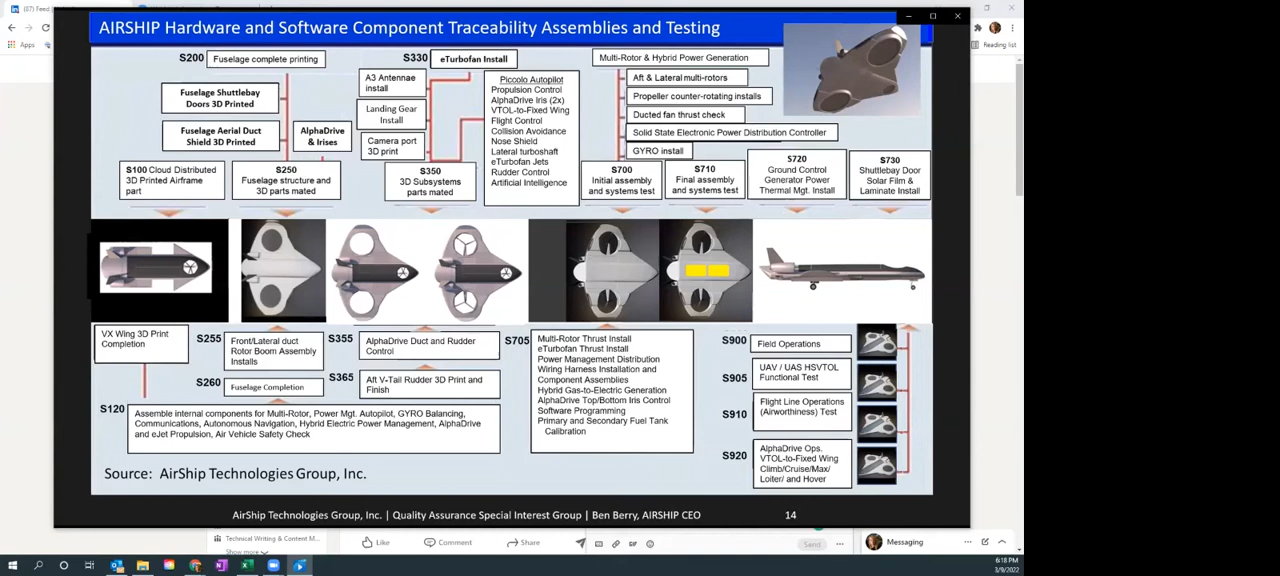 (87) Feed
Apps
Reading list
AIRSHIP Hardware and Software Component Traceability Assemblies and Testing
S200
Fuselage complete printing
Fuselage Shuttlebay
Doors 3D Printed
Fuselage Aerial Duct
Shield 3D Printed
AlphaDrive
& Irises
S100 Cloud Distributed
3D Printed Airframe
part
S250
Fuselage structure and
3D parts mated
S330
eTurbofan Install
A3 Antennae
install
Landing Gear
Install
Camera port
3D print
S350
3D Subsystems
parts mated
Piccolo Autopilot
Propulsion Control
AlphaDrive Iris (2x)
VTOL-to-Fixed Wing
Flight Control
Collision Avoidance
Nose Shield
Lateral turboshaft
eTurbofan Jets
Rudder Control
Artificial Intelligence
Multi-Rotor & Hybrid Power Generation
Aft & Lateral multi-rotors
Propeller counter-rotating installs
Ducted fan thrust check
Solid State Electronic Power Distribution Controller
GYRO install
S700
Initial assembly
and systems test
S710
Final assembly
and systems test
S720
Ground Control
Generator Power
Thermal Mgt. Install
S730
Shuttlebay Door
Solar Film &
Laminate Install
VX Wing 3D Print
Completion
S255
Front/Lateral duct
Rotor Boom Assembly
Installs
S260
Fuselage Completion
S355
AlphaDrive Duct and Rudder
Control
S365
Aft V-Tail Rudder 3D Print and
Finish
S120
Assemble internal components for Multi-Rotor, Power Mgt. Autopilot, GYRO Balancing,
Communications, Autonomous Navigation, Hybrid Electric Power Management, AlphaDrive
and eJet Propulsion, Air Vehicle Safety Check
S705
Multi-Rotor Thrust Install
eTurbofan Thrust Install
Power Management Distribution
Wiring Harness Installation and
Component Assemblies
Hybrid Gas-to-Electric Generation
AlphaDrive Top/Bottom Iris Control
Software Programming
Primary and Secondary Fuel Tank
Calibration
S900
Field Operations
S905
UAV / UAS HSVTOL
Functional Test
S910
Flight Line Operations
(Airworthiness) Test
S920
AlphaDrive Ops.
VTOL-to-Fixed Wing
Climb/Cruise/Max/
Loiter/ and Hover
Source: AirShip Technologies Group, Inc.
AirShip Technologies Group, Inc. | Quality Assurance Special Interest Group | Ben Berry, AIRSHIP CEO
14
Technical Writing & Content M...
Show more
Like
Comment
Share
Send
Messaging
6:18 PM
3/9/2022